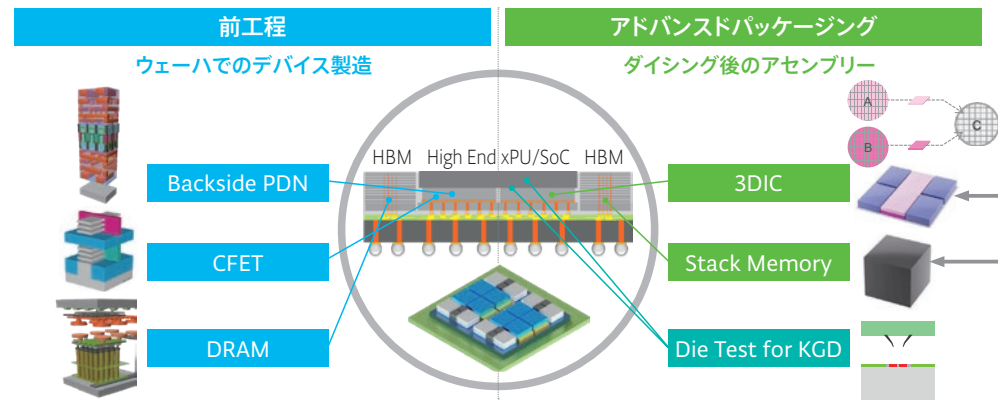 前工程
アドバンスドパッケージング
ウェーハでのデバイス製造
ダイシング後のアセンブリー
A
B
C
HBM
High End xPU/SoC
HBM
Backside PDN
3DIC
CFET
Stack Memory
DRAM
Die Test for KGD